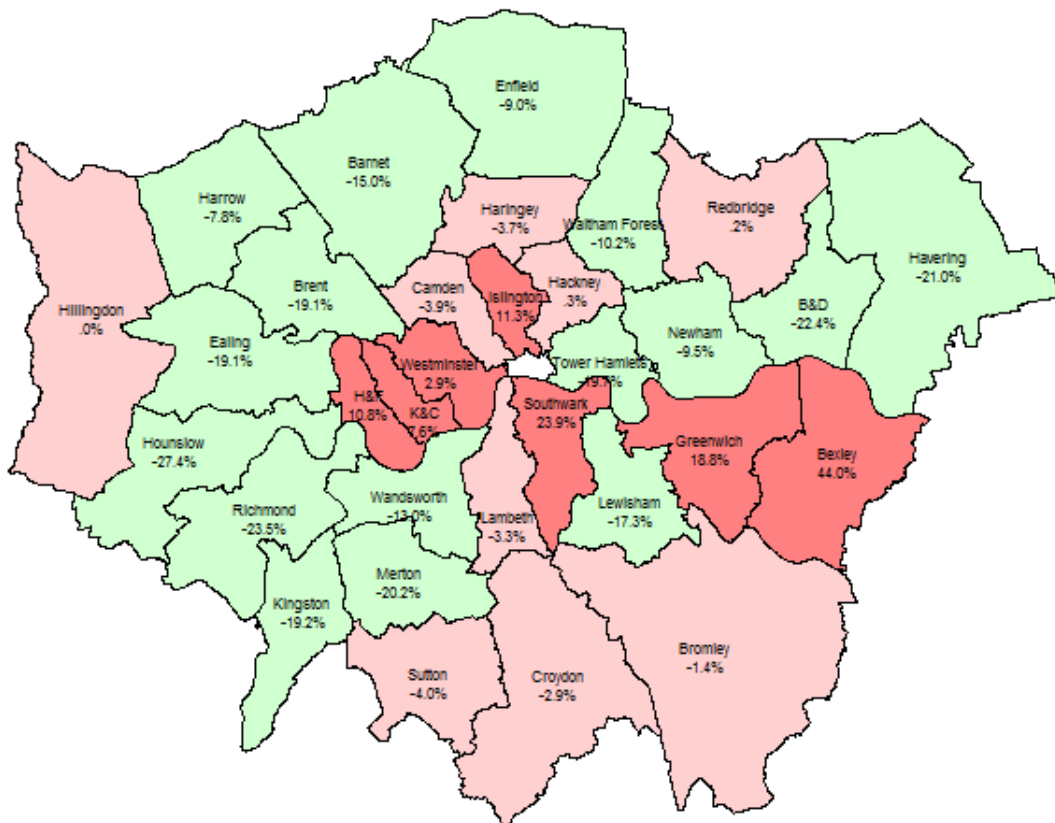 Enfield
-9.0%
Barnet
-15.0%
Harrow
-7.8%
Haringey
-3.7%
Waltham Forest
-10.2%
Redbridge
.2%
Havering
-21.0%
Hilllingdon
.0%
Brent
-19.1%
Camden
-3.9%
Islington
11.3%
Hackney
.3%
B&D
-22.4%
Ealing
-19.1%
Newham
-9.5%
Westminster
2.9%
Tower Hamlets
-19.7%
H&F
10.8%
K&C
7.6%
Southwark
23.9%
Hounslow
-27.4%
Greenwich
18.8%
Bexley
44.0%
Wandsworth
-13.0%
Lewisham
-17.3%
Richmond
-23.5%
Lambeth
-3.3%
Merton
-20.2%
Kingston
-19.2%
Bromley
-1.4%
Sutton
-4.0%
Croydon
-2.9%